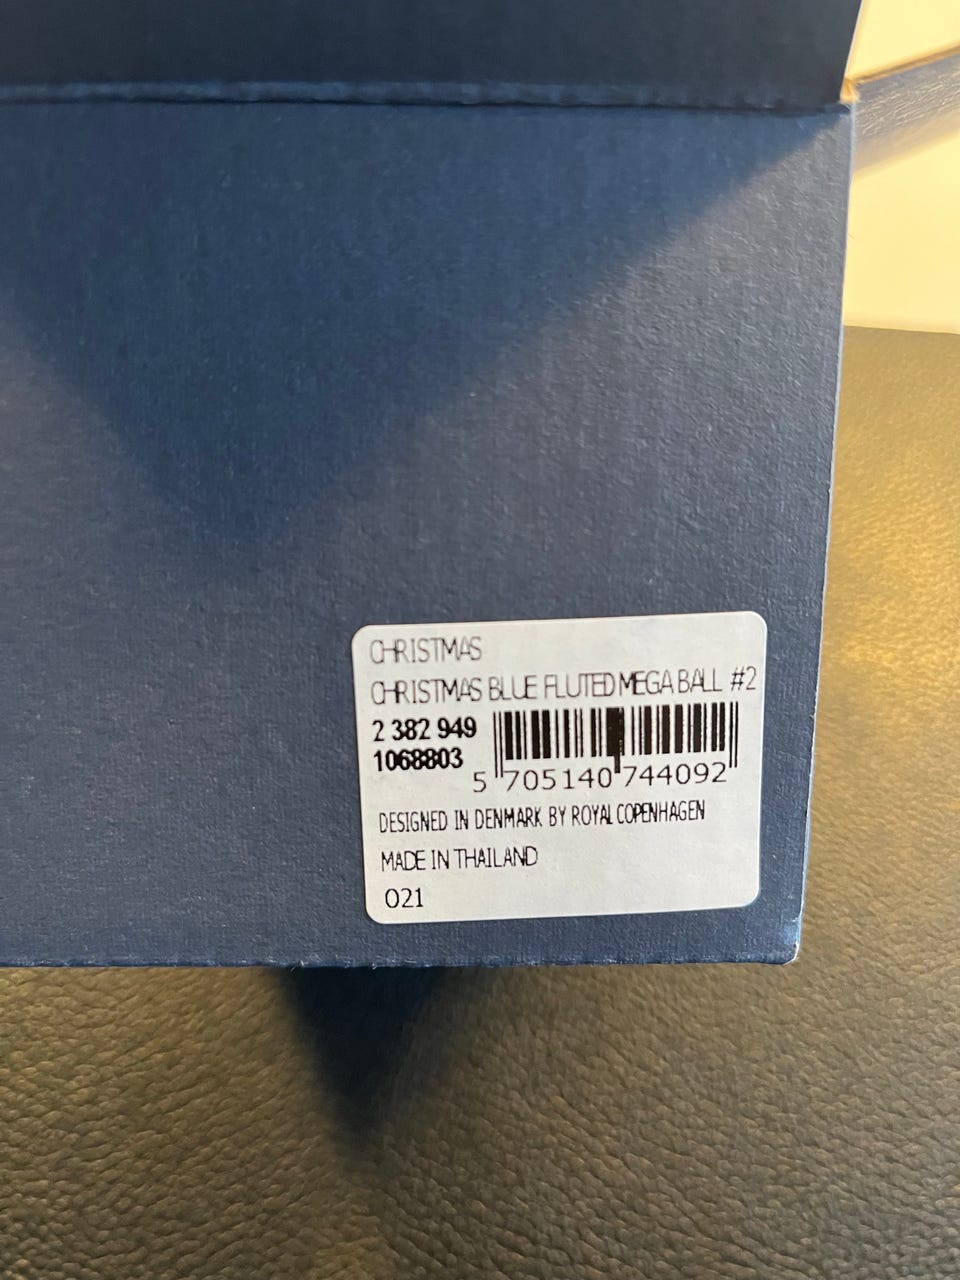 CHRISTMAS
CHRISTMAS BLUE FLUTED MEGA BALL #2
2 382 949
1068803
5 705140 744092
DESIGNED IN DENMARK BY ROYAL COPENHAGEN
MADE IN THAILAND
021